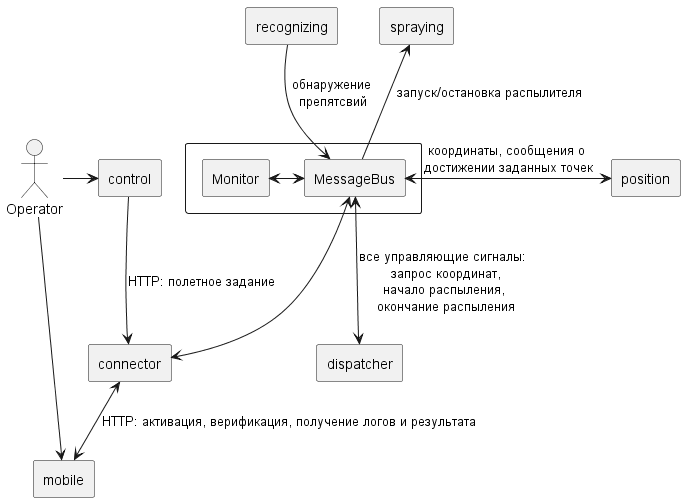 recognizing
spraying
обнаружение
препятсвий
запуск/остановка распылителя
Operator
control
Monitor
MessageBus
координаты, сообщения о
достижении заданных точек
position
HTTP: полетное задание
все управляющие сигналы:
запрос координат,
начало распыления,
окончание распыления
connector
dispatcher
HTTP: активация, верификация, получение логов и результата
mobile